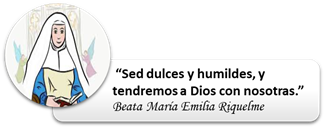 “Sed dulces y humildes, y
tendremos a Dios con nosotras.”
Beata María Emilia Riquelme